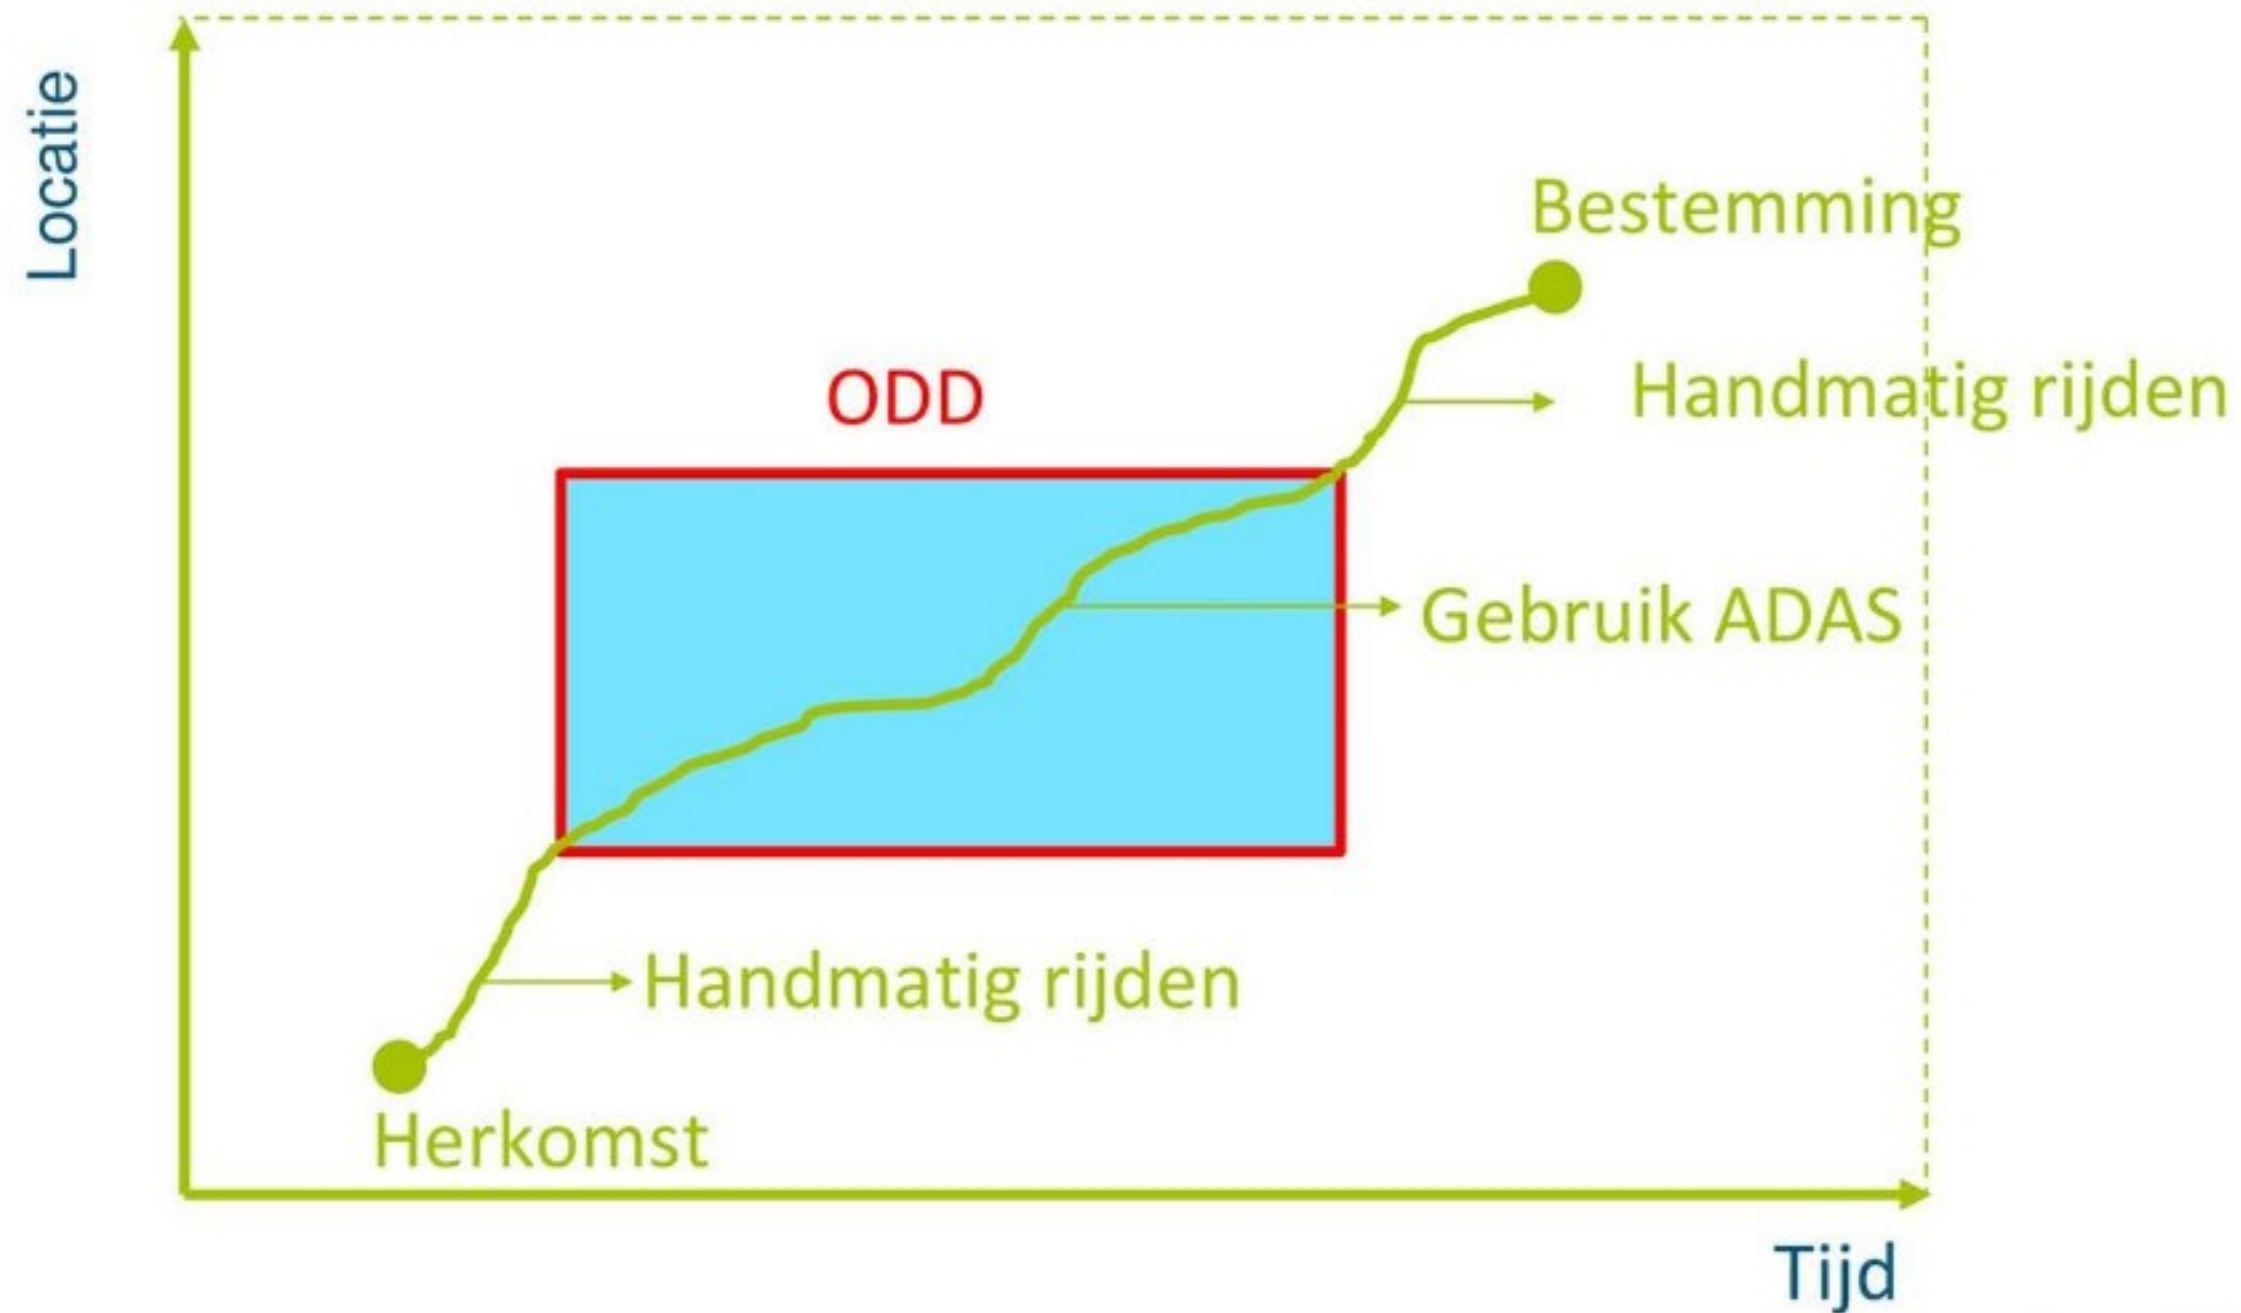 Locatie
Bestemming
ODD
Handmatig rijden
Gebruik ADAS
Handmatig rijden
Herkomst
Tijd